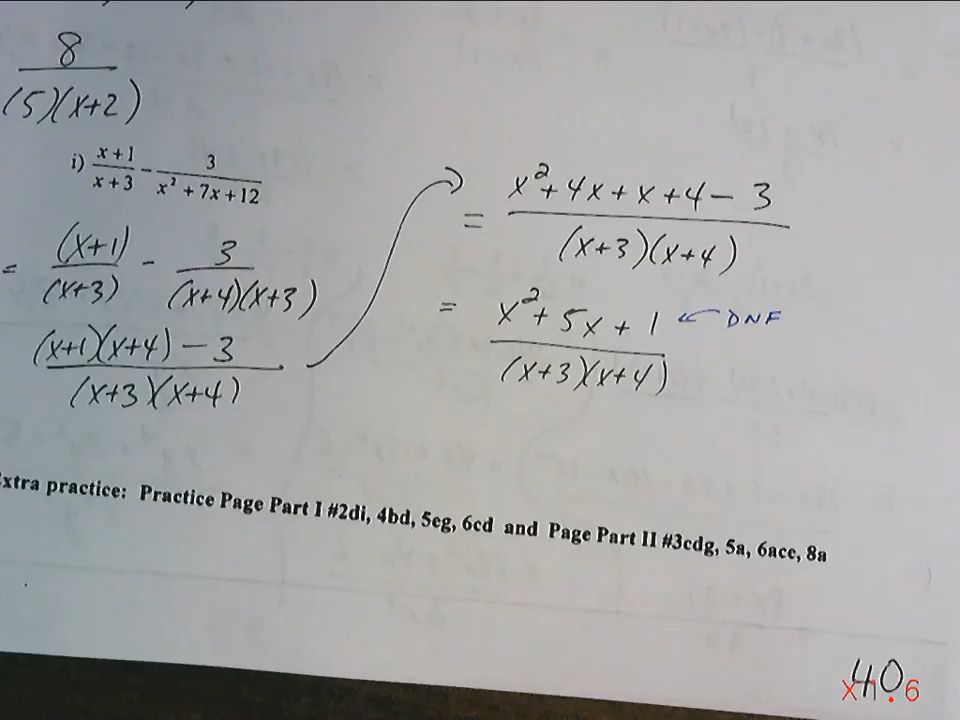 8
(5)(x+2)
i) x+1/x+3 - 3/x²+7x+12
= (x+1)/(x+3) - 3/(x+4)(x+3)
(x+1)(x+4) - 3
(x+3)(x+4)
= x²+4x+x+4-3
(x+3)(x+4)
= x²+5x+1 ← DNF
(x+3)(x+4)
xtra practice: Practice Page Part I #2di, 4bd, 5eg, 6cd and Page Part II #3cdg, 5a, 6ace, 8a
40